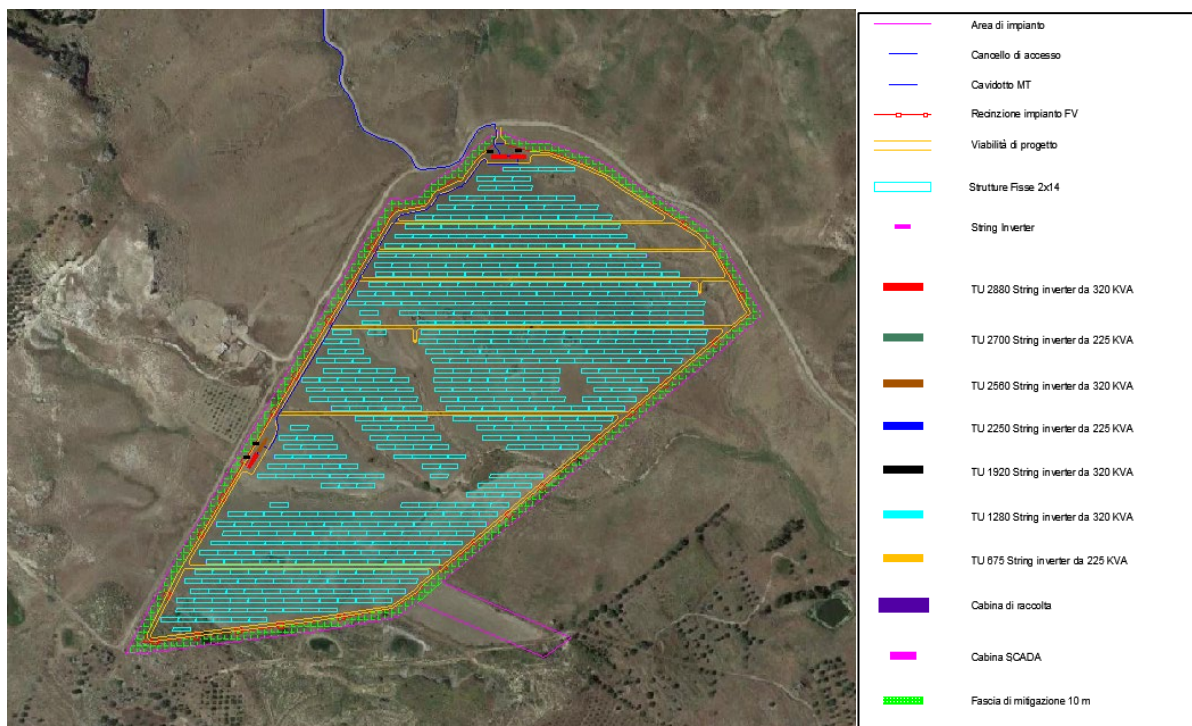 Area di impianto
Cancello di accesso
Cavidotto MT
Recinzione impianto FV
Viabilità di progetto
Strutture Fisse 2x14
String Inverter
TU 2880 String inverter da 320 KVA
TU 2700 String inverter da 225 KVA
TU 2560 String inverter da 320 KVA
TU 2250 String inverter da 225 KVA
TU 1920 String inverter da 320 KVA
TU 1280 String inverter da 320 KVA
TU 675 String inverter da 225 KVA
Cabina di raccolta
Cabina SCADA
Fascia di mitigazione 10 m